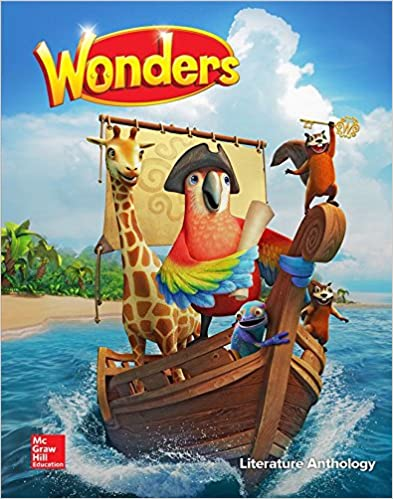 Wonders
Mc
Graw
Hill
Education
Literature Anthology